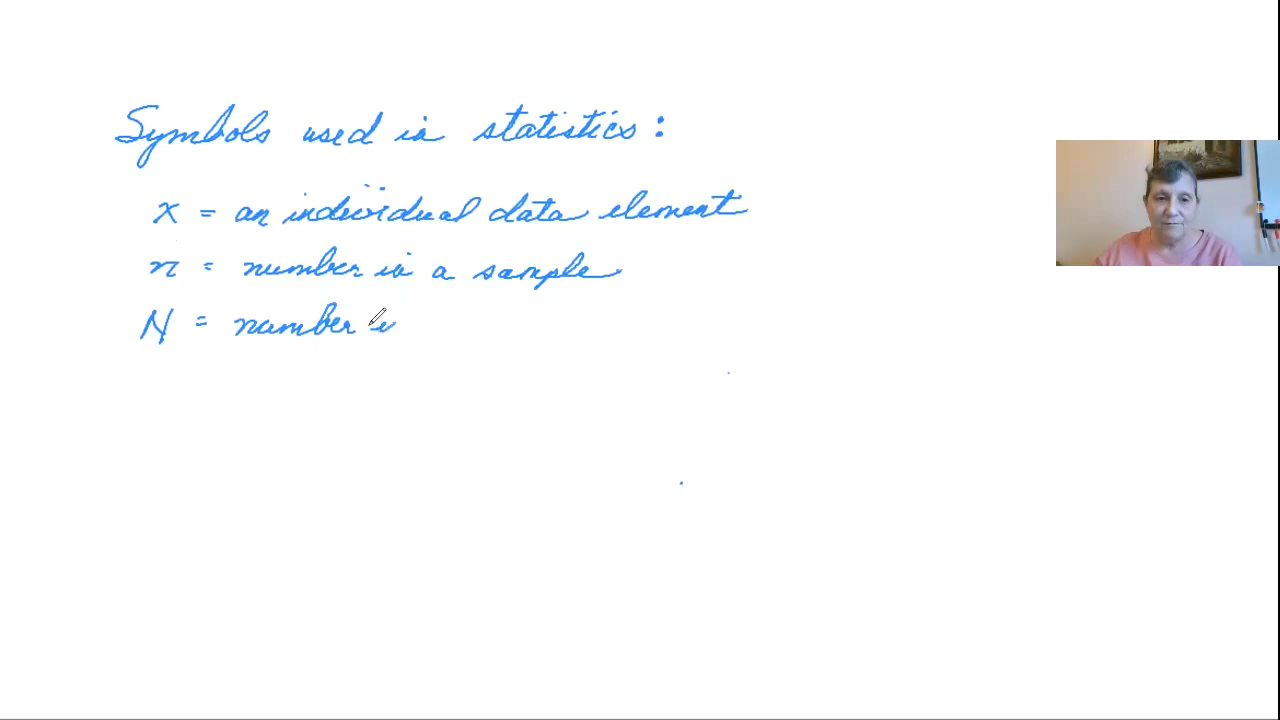 Symbols used in statistics:
x = an individual data element
n = number in a sample
N = number